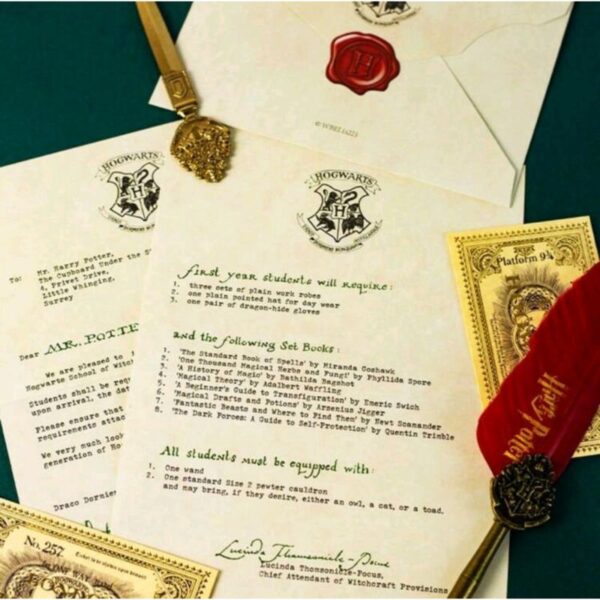 © WBEI (s23)
H
HOGWARTS
To: Mr. Harry Potter,
The Cupboard Under the S
4, Privet Drive,
Little Whinging,
Surrey
Dear MR. POTTE
We are pleased to
Hogwarts School of Witc
Students shall be requ
upon arrival, the dat
Please ensure that
requirements attac
We very much look
generation of Ho
Draco Dormie
HOGWARTS
H
First year students will require:
1. three sets of plain work robes
2. one plain pointed hat for day wear
3. one pair of dragon-hide gloves
and the following Set Books:
1. 'The Standard Book of Spells' by Miranda Goshawk
2. 'One Thousand Magical Herbs and Fungi' by Phyllida Spore
3. 'A History of Magic' by Bathilda Bagshot
4. 'Magical Theory' by Adalbert Waffling
5. 'A Beginner's Guide to Transfiguration' by Emeric Swich
6. 'Magical Drafts and Potions' by Arsenius Jigger
7. 'Fantastic Beasts and Where to Find Them' by Newt Scamander
8. 'The Dark Forces: A Guide to Self-Protection' by Quentin Trimble
All students must be equipped with:
1. One wand
2. One standard Size 2 pewter cauldron
and may bring, if they desire, either an owl, a cat, or a toad.
Lucinda Thomsonicle-Pocus
Lucinda Thomsonicle-Pocus,
Chief Attendant of Witchcraft Provisions
Platform 9¾
Harry Potter
No. 257
ONE WAY